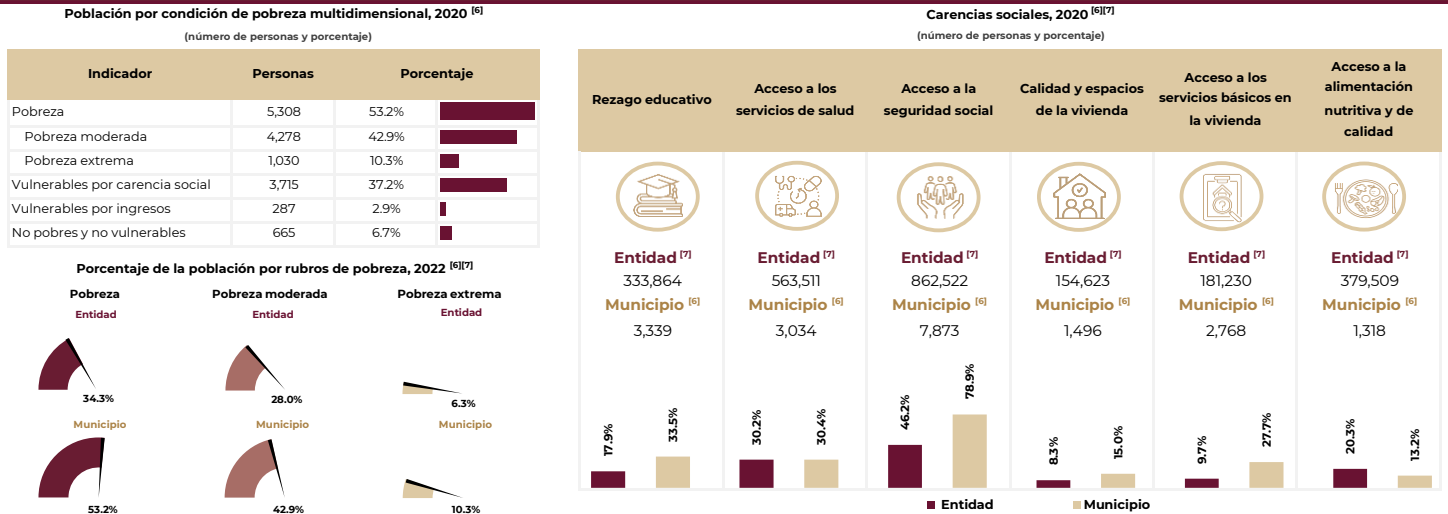 Población por condición de pobreza multidimensional, 2020 [6]
(número de personas y porcentaje)
Indicador Personas Porcentaje
Pobreza 5,308 53.2%
Pobreza moderada 4,278 42.9%
Pobreza extrema 1,030 10.3%
Vulnerables por carencia social 3,715 37.2%
Vulnerables por ingresos 287 2.9%
No pobres y no vulnerables 665 6.7%
Porcentaje de la población por rubros de pobreza, 2022 [6][7]
Pobreza Pobreza moderada Pobreza extrema
Entidad Entidad Entidad
34.3% 28.0% 6.3%
Municipio Municipio Municipio
53.2% 42.9% 10.3%
Carencias sociales, 2020 [6][7]
(número de personas y porcentaje)
Rezago educativo
Acceso a los
servicios de salud
Acceso a la
seguridad social
Calidad y espacios
de la vivienda
Acceso a los
servicios básicos en
la vivienda
Acceso a la
alimentación
nutritiva y de
calidad
Entidad [7] Entidad [7] Entidad [7] Entidad [7] Entidad [7] Entidad [7]
333,864 563,511 862,522 154,623 181,230 379,509
Municipio [6] Municipio [6] Municipio [6] Municipio [6] Municipio [6] Municipio [6]
3,339 3,034 7,873 1,496 2,768 1,318
17.9% 33.5% 30.2% 30.4% 46.2% 78.9% 8.3% 15.0% 9.7% 27.7% 20.3% 13.2%
Entidad Municipio